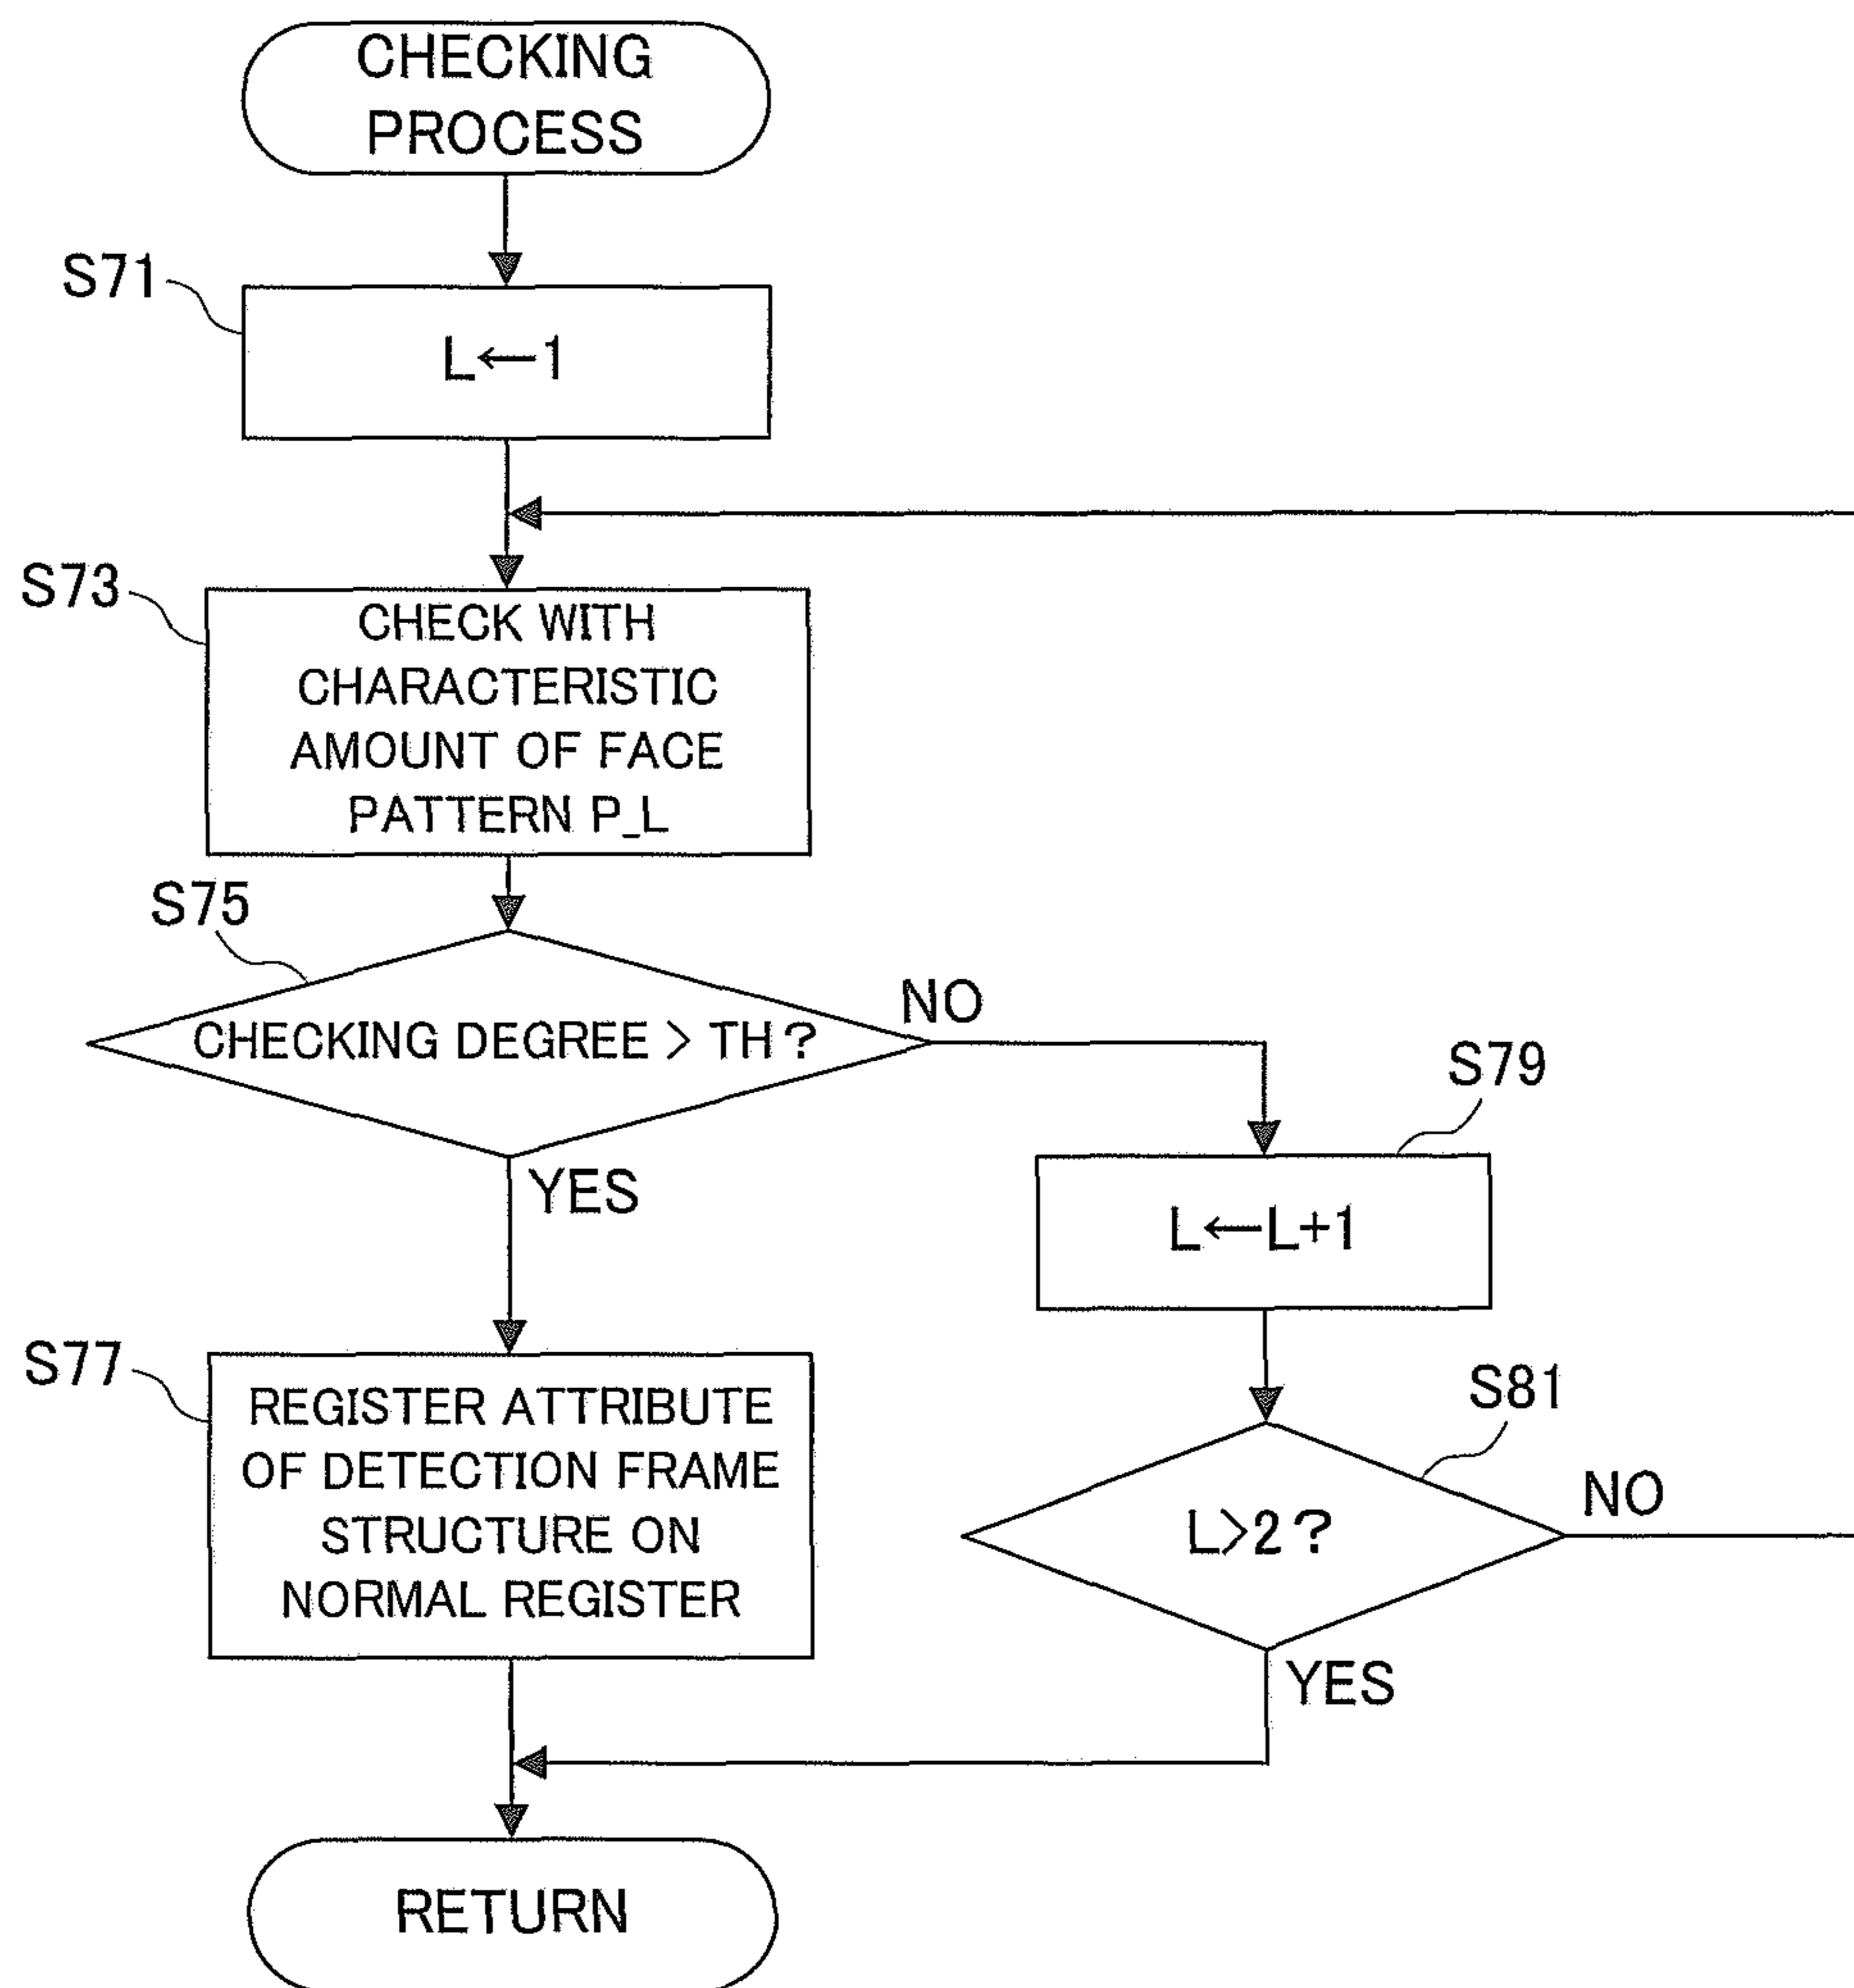 CHECKING
PROCESS
S71
L←1
S73
CHECK WITH
CHARACTERISTIC
AMOUNT OF FACE
PATTERN P_L
S75
CHECKING DEGREE > TH ?
NO
YES
S79
L←L+1
S77
REGISTER ATTRIBUTE
OF DETECTION FRAME
STRUCTURE ON
NORMAL REGISTER
S81
L>2 ?
NO
YES
RETURN